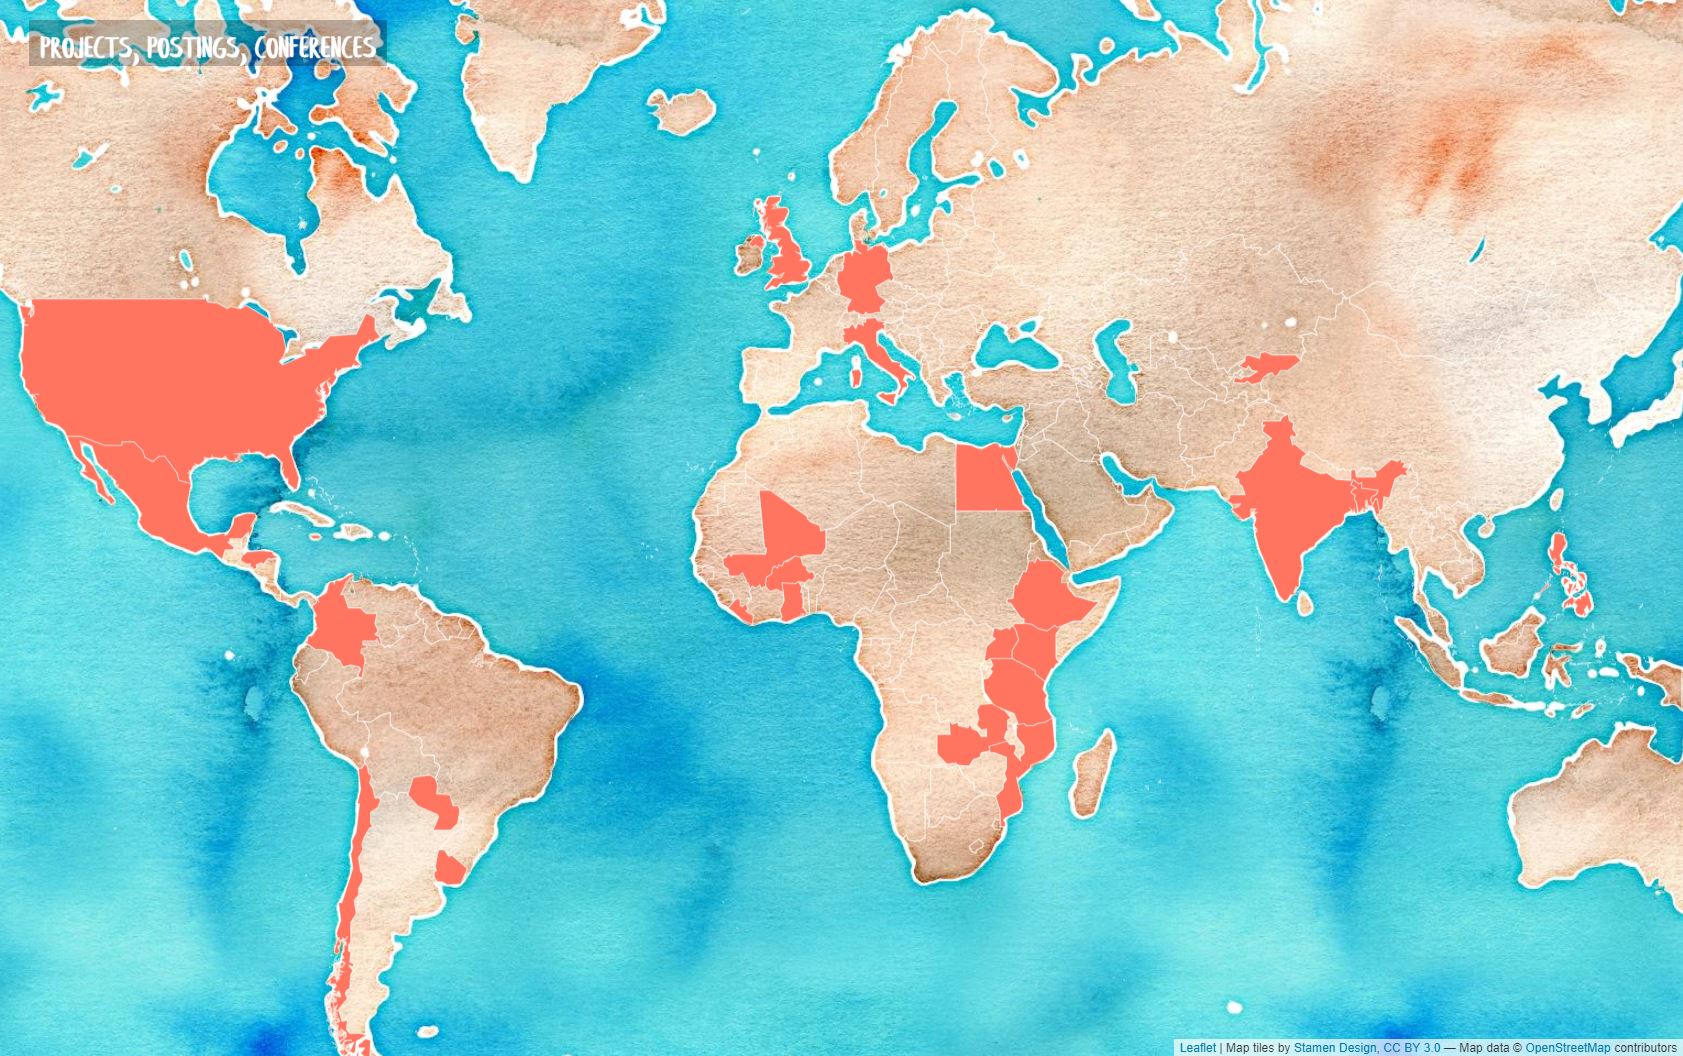 PROJECTS, POSTINGS, CONFERENCES
Leaflet | Map tiles by Stamen Design, CC BY 3.0 — Map data © OpenStreetMap contributors